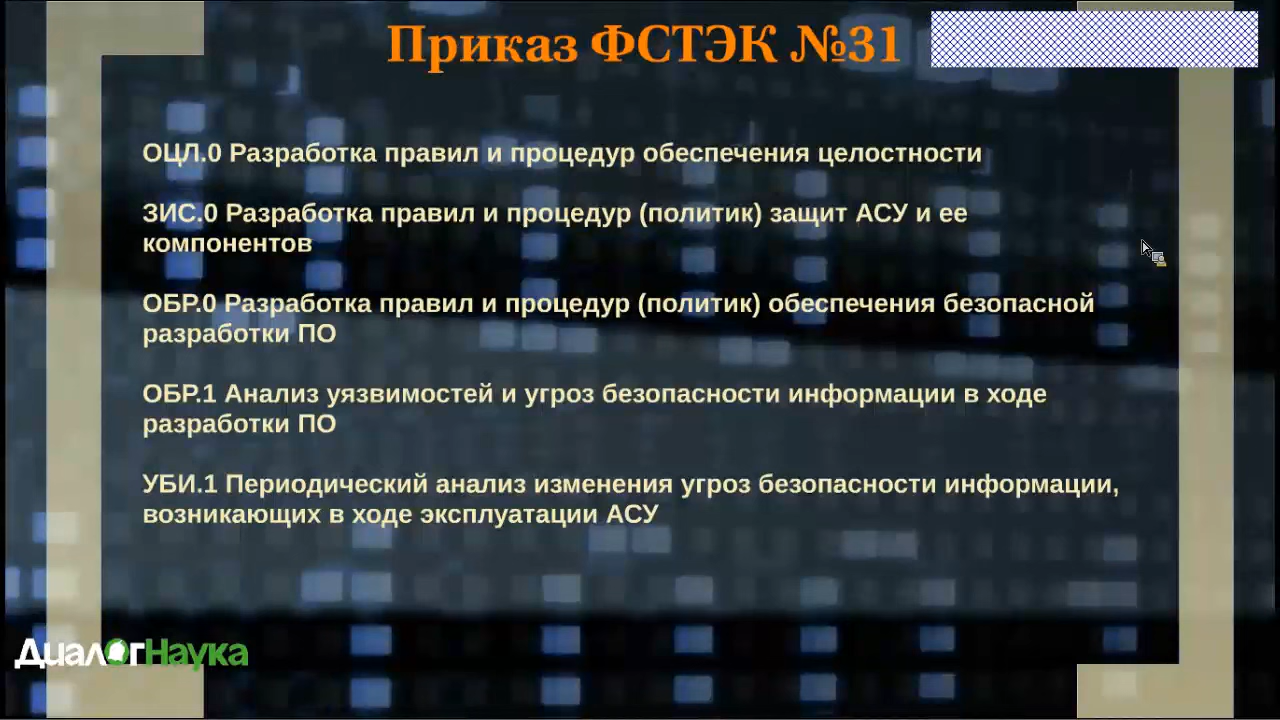 Приказ ФСТЭК №31
ОЦЛ.0 Разработка правил и процедур обеспечения целостности
ЗИС.0 Разработка правил и процедур (политик) защит АСУ и ее
компонентов
ОБР.0 Разработка правил и процедур (политик) обеспечения безопасной
разработки ПО
ОБР.1 Анализ уязвимостей и угроз безопасности информации в ходе
разработки ПО
УБИ.1 Периодический анализ изменения угроз безопасности информации,
возникающих в ходе эксплуатации АСУ
ДиалогНаука